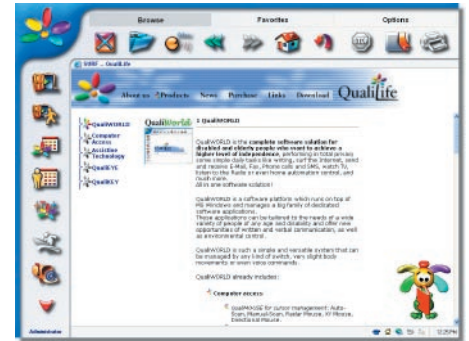 Browse
Favorites
Options
SURF ... QualiLife
About us
Products
News
Purchase
Links
Download
QualiLife
QualiWORLD
Computer
Access
Assistive
Technology
QualiEYE
QualiKEY
QualiWorld
QualiWORLD
QualiWORLD is the complete software solution for
disabled and elderly people who want to achieve a
higher level of independence, performing in total privacy
some simple daily tasks like writing, surf the Internet, send
and receive E-Mail, Fax, Phone calls and SMS, watch TV,
listen to the Radio or even home automation control, and
much more.
All in one software solution!
QualiWORLD is a software platform which runs on top of
MS Windows and manages a big family of dedicated
software applications.
These applications can be tailored to the needs of a wide
variety of people of any age and disability and offer new
opportunities of written and verbal communication, as well
as environmental control.
QualiWORLD is such a simple and versatile system that can
be managed by any kind of switch, very slight body
movements or even voice commands.
QualiWORLD already includes:
Computer access:
QualiMOUSE for cursor management: Auto-
Scan, ManualScan, Radar Mouse, XY Mouse,
Directional Mouse.
Administrator
12:25PM